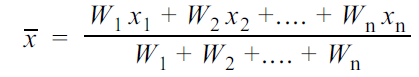 x̄ = (W₁ x₁ + W₂ x₂ +.... + Wₙ xₙ) / (W₁ + W₂ +.... + Wₙ)